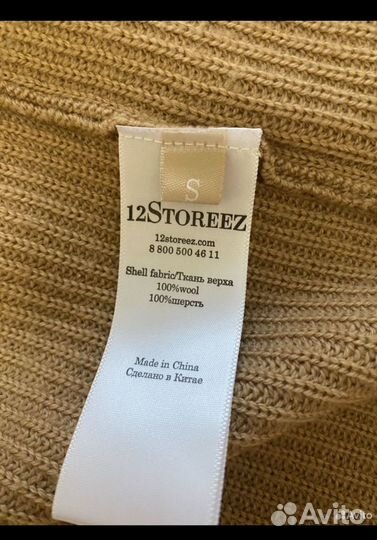 S
12STOREEZ
12storeez.com
8 800 500 46 11
Shell fabric/Ткань верха
100%wool
100%шерсть
Made in China
Сделано в Китае
Avito
Avito